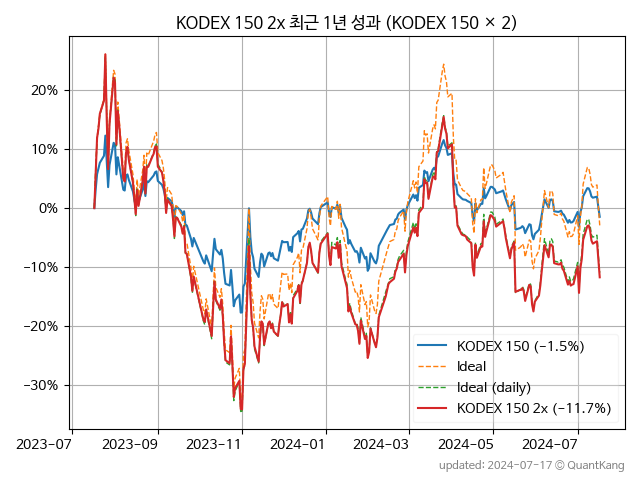 KODEX 150 2x 최근 1년 성과 (KODEX 150 × 2)
20%
10%
0%
−10%
−20%
−30%
KODEX 150 (−1.5%)
Ideal
Ideal (daily)
KODEX 150 2x (−11.7%)
2023-07 2023-09 2023-11 2024-01 2024-03 2024-05 2024-07
updated: 2024-07-17 © QuantKang